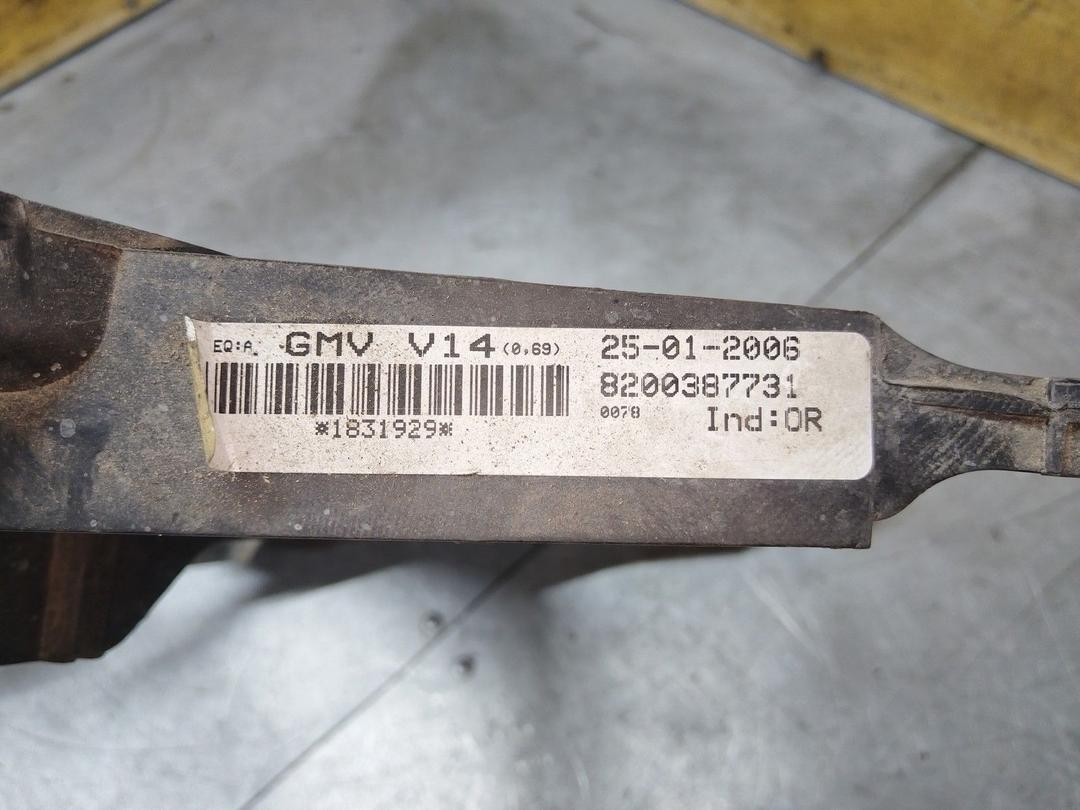 EQ:A. GMV V14 (0,69) 25-01-2006
8200387731
0078 Ind:OR
*1831929*